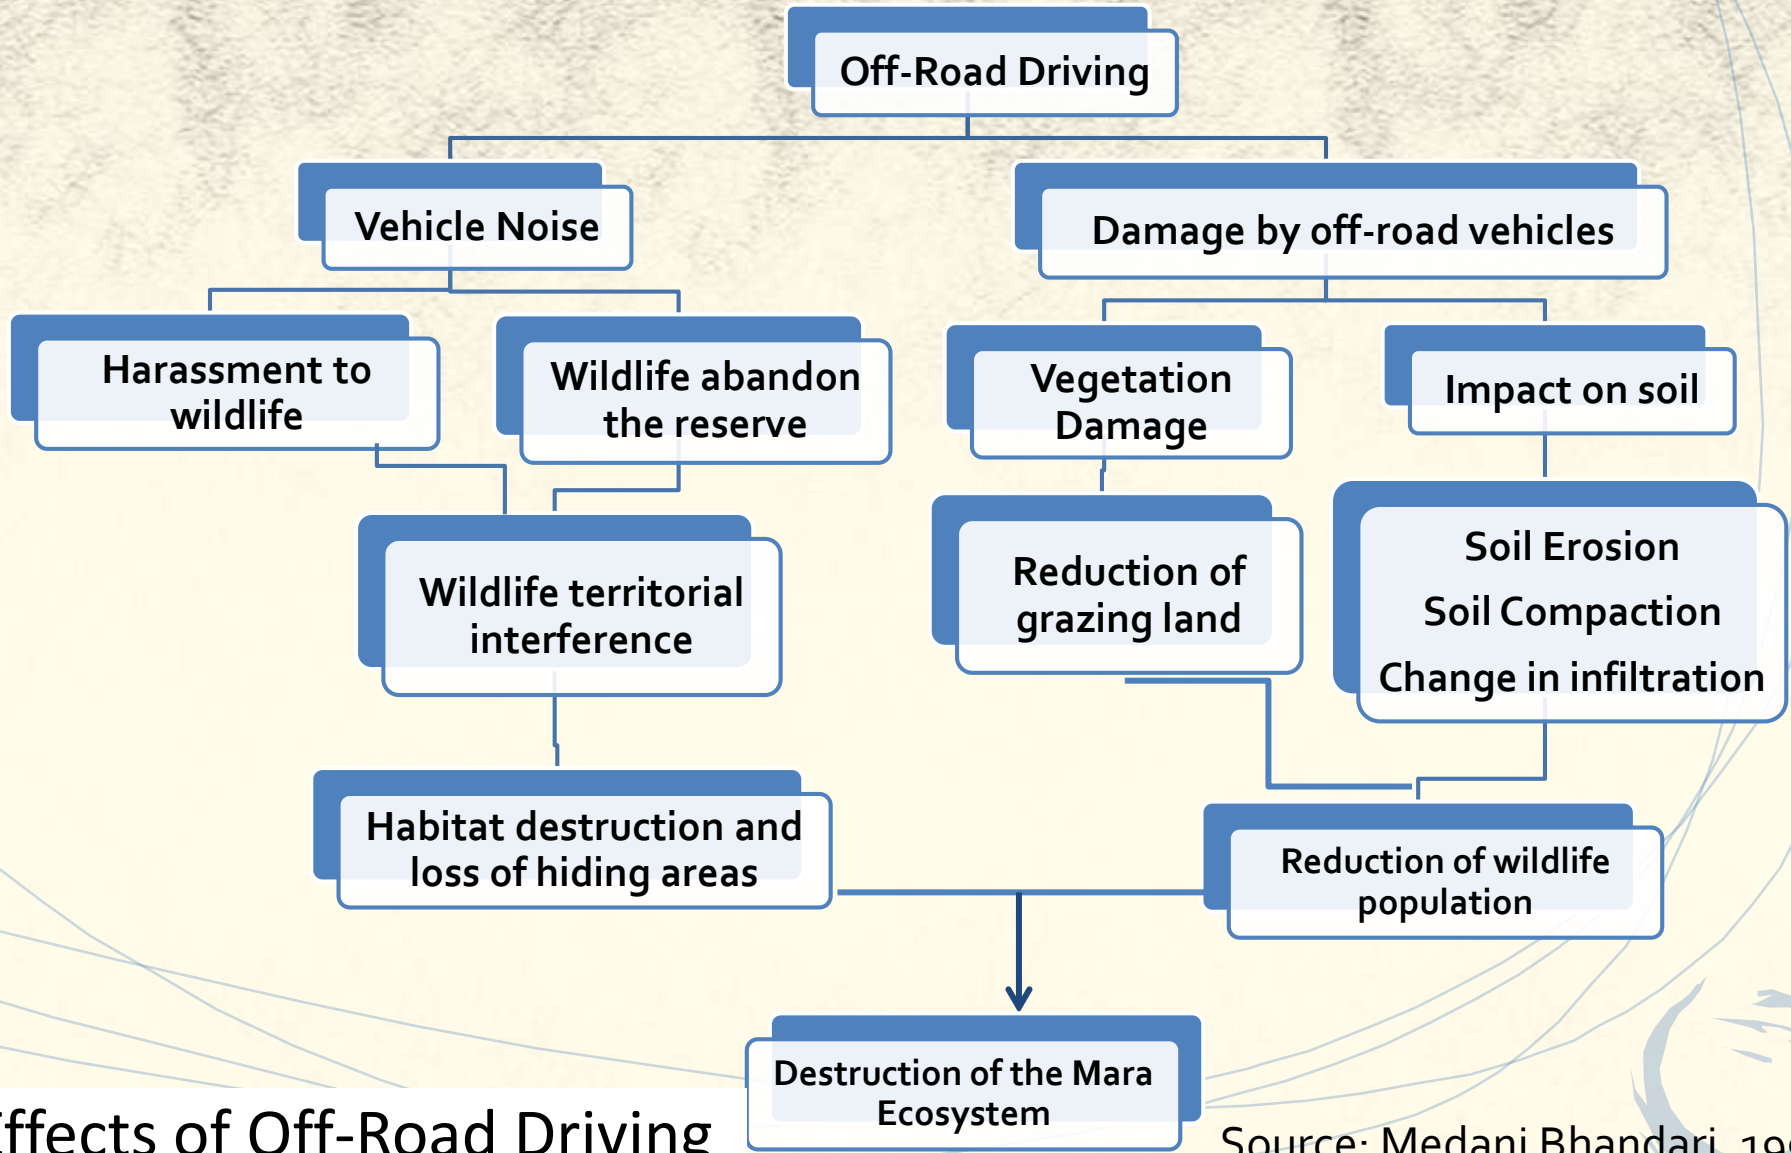 Off-Road Driving
Vehicle Noise
Damage by off-road vehicles
Harassment to
wildlife
Wildlife abandon
the reserve
Vegetation
Damage
Impact on soil
Wildlife territorial
interference
Reduction of
grazing land
Soil Erosion
Soil Compaction
Change in infiltration
Habitat destruction and
loss of hiding areas
Reduction of wildlife
population
Destruction of the Mara
Ecosystem
Effects of Off-Road Driving
Source: Medani Bhandari